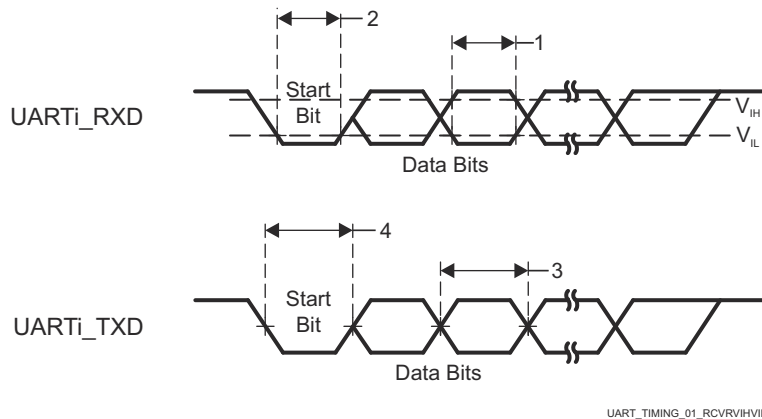 2
1
UARTi_RXD
Start
Bit
VIH
VIL
Data Bits
4
3
UARTi_TXD
Start
Bit
Data Bits
UART_TIMING_01_RCVRVIHVIL